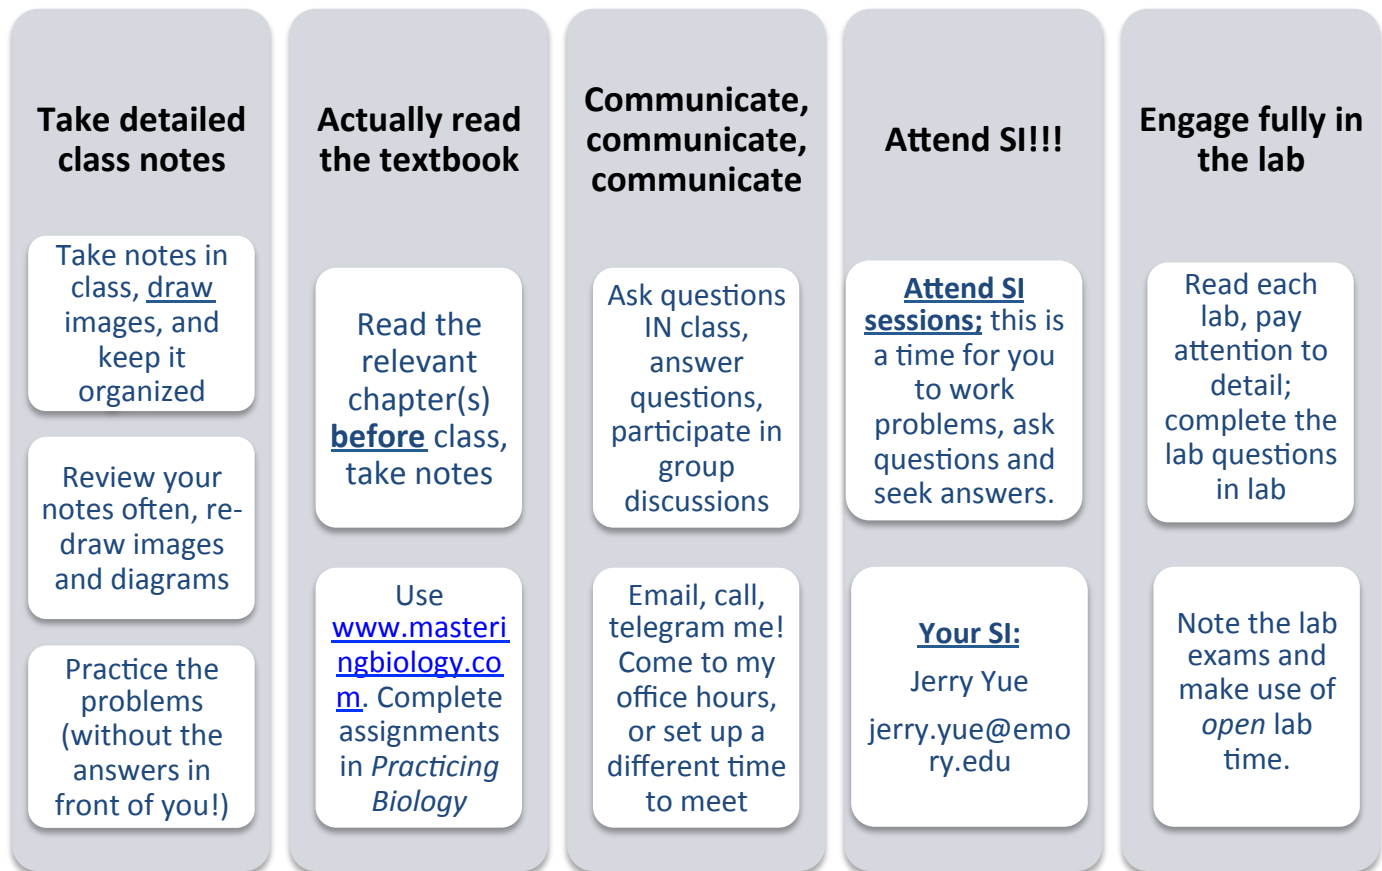 Take detailed
class notes
Take notes in
class, draw
images, and
keep it
organized
Review your
notes often, re-
draw images
and diagrams
Practice the
problems
(without the
answers in
front of you!)
Actually read
the textbook
Read the
relevant
chapter(s)
before class,
take notes
Use
www.masteri
ngbiology.co
m. Complete
assignments
in Practicing
Biology
Communicate,
communicate,
communicate
Ask questions
IN class,
answer
questions,
participate in
group
discussions
Email, call,
telegram me!
Come to my
office hours,
or set up a
different time
to meet
Attend SI!!!
Attend SI
sessions; this is
a time for you
to work
problems, ask
questions and
seek answers.
Your SI:
Jerry Yue
jerry.yue@emo
ry.edu
Engage fully in
the lab
Read each
lab, pay
attention to
detail;
complete the
lab questions
in lab
Note the lab
exams and
make use of
open lab
time.